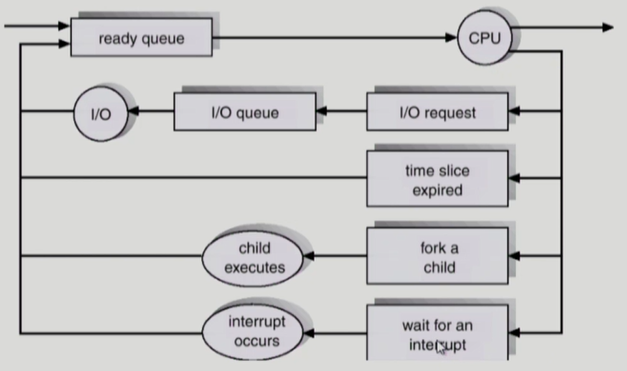 ready queue
CPU
I/O
I/O queue
I/O request
time slice
expired
child
executes
fork a
child
interrupt
occurs
wait for an
interrupt